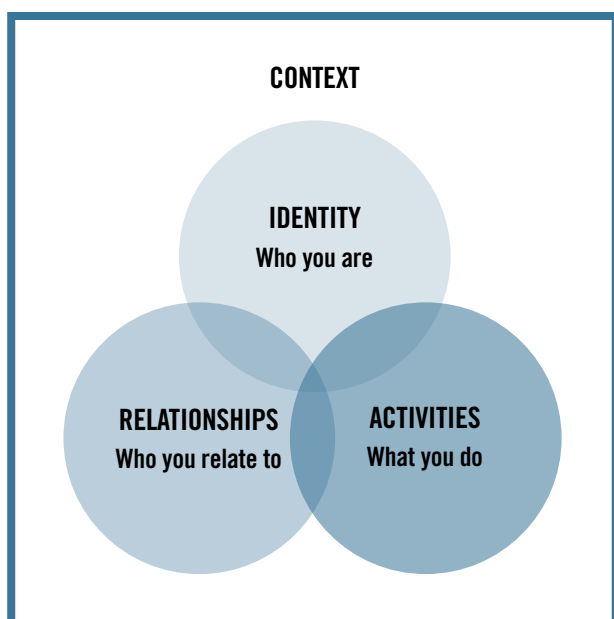 CONTEXT
IDENTITY
Who you are
RELATIONSHIPS
Who you relate to
ACTIVITIES
What you do